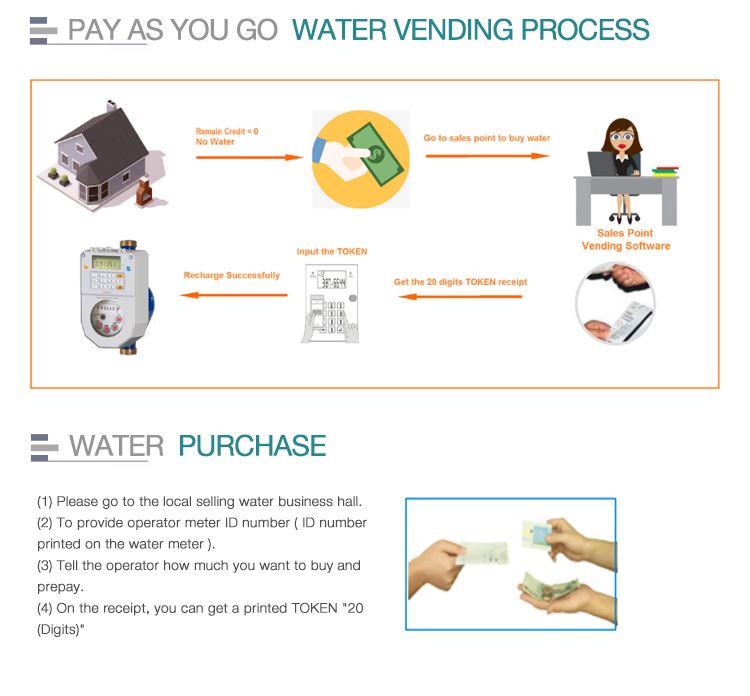 PAY AS YOU GO WATER VENDING PROCESS
Remain Credit = 0
No Water
Go to sales point to buy water
Sales Point
Vending Software
Input the TOKEN
Recharge Successfully
Get the 20 digits TOKEN receipt
WATER PURCHASE
(1) Please go to the local selling water business hall.
(2) To provide operator meter ID number ( ID number
printed on the water meter ).
(3) Tell the operator how much you want to buy and
prepay.
(4) On the receipt, you can get a printed TOKEN "20
(Digits)"